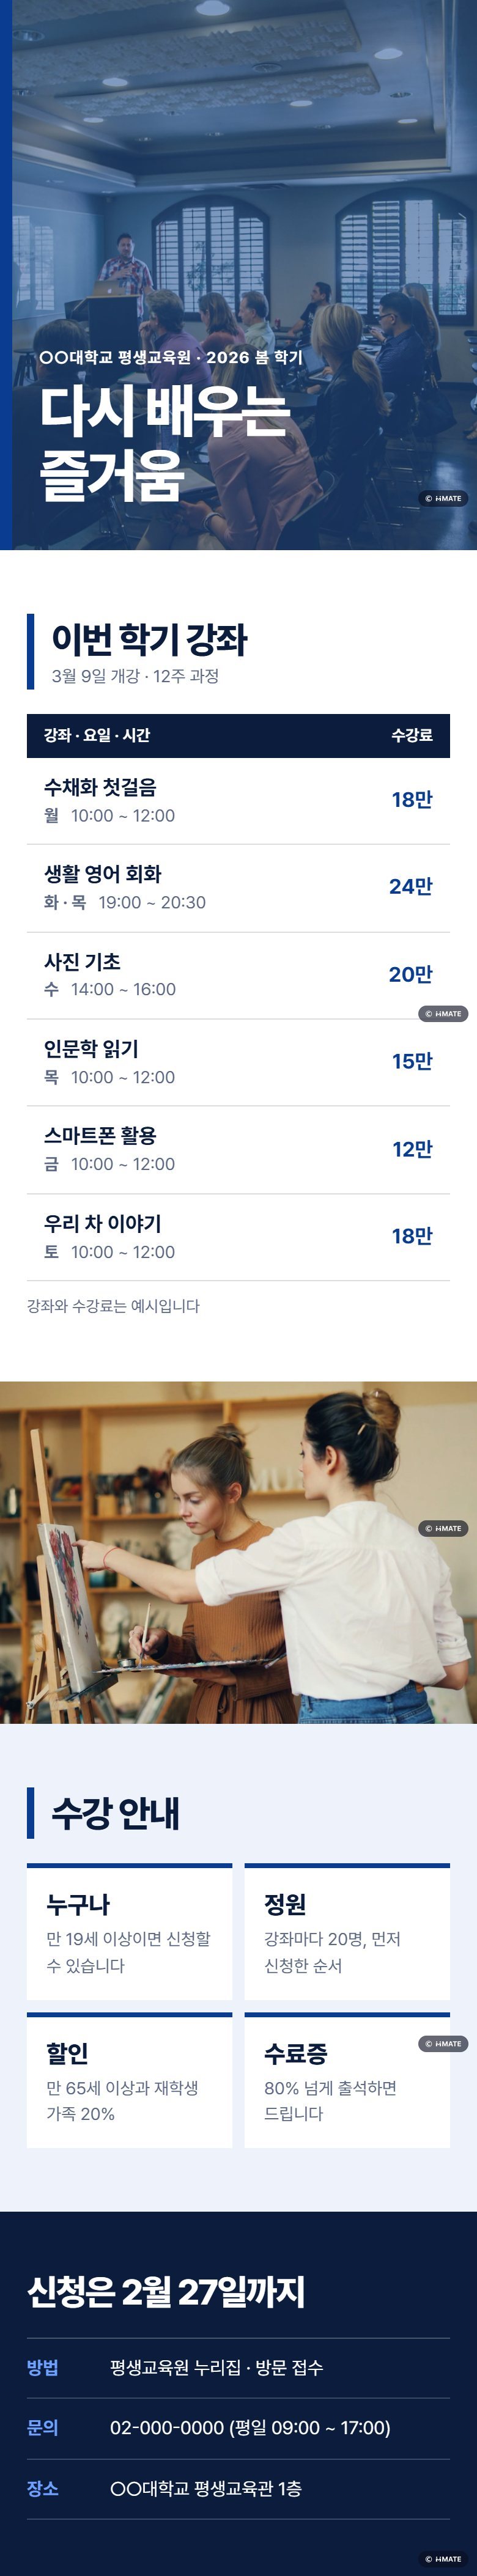 ○○대학교 평생교육원 · 2026 봄 학기
다시 배우는
즐거움
© HMATE
이번 학기 강좌
3월 9일 개강 · 12주 과정
강좌 · 요일 · 시간 수강료
수채화 첫걸음
월 10:00 ~ 12:00
18만
생활 영어 회화
화 · 목 19:00 ~ 20:30
24만
사진 기초
수 14:00 ~ 16:00
20만
© HMATE
인문학 읽기
목 10:00 ~ 12:00
15만
스마트폰 활용
금 10:00 ~ 12:00
12만
우리 차 이야기
토 10:00 ~ 12:00
18만
강좌와 수강료는 예시입니다
© HMATE
수강 안내
누구나
만 19세 이상이면 신청할
수 있습니다
정원
강좌마다 20명, 먼저
신청한 순서
할인
만 65세 이상과 재학생
가족 20%
수료증
80% 넘게 출석하면
드립니다
© HMATE
신청은 2월 27일까지
방법 평생교육원 누리집 · 방문 접수
문의 02-000-0000 (평일 09:00 ~ 17:00)
장소 ○○대학교 평생교육관 1층
© HMATE